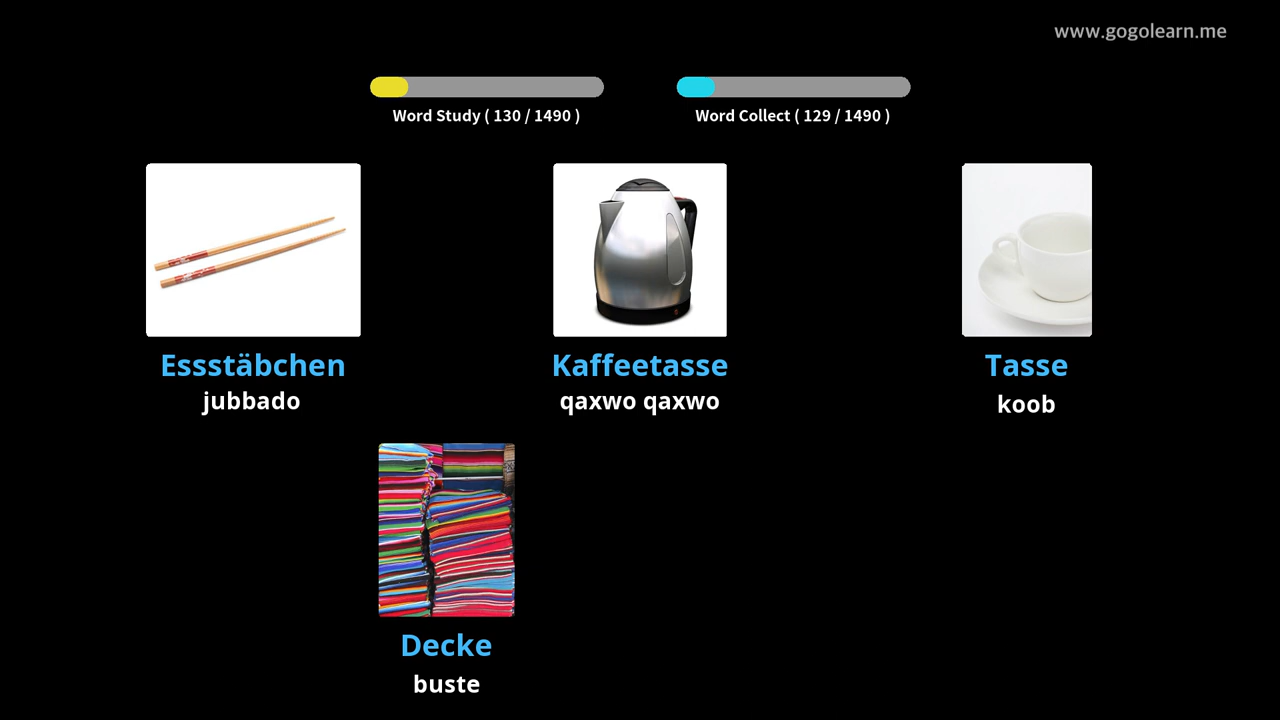 www.gogolearn.me
Word Study ( 130 / 1490 )
Word Collect ( 129 / 1490 )
Essstäbchen
jubbado
Kaffeetasse
qaxwo qaxwo
Tasse
koob
Decke
buste